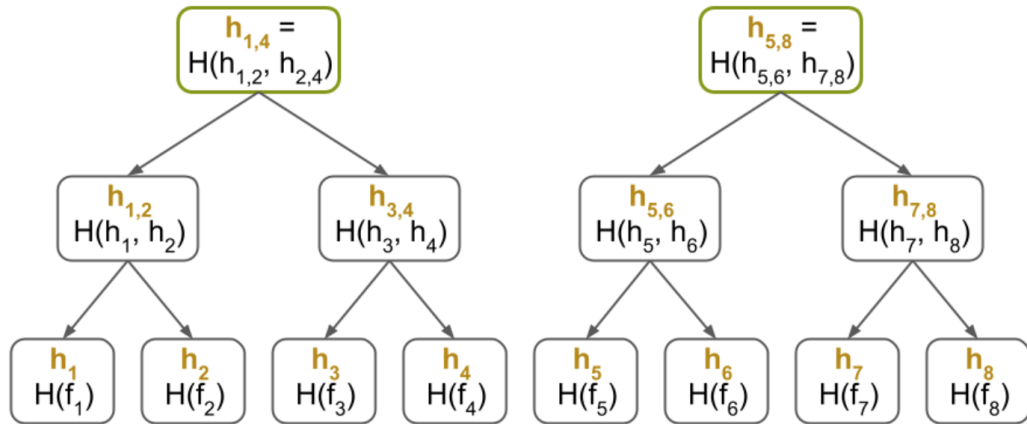 h1,4 =
H(h1,2, h2,4)
h5,8 =
H(h5,6, h7,8)
h1,2
H(h1, h2)
h3,4
H(h3, h4)
h5,6
H(h5, h6)
h7,8
H(h7, h8)
h1
H(f1)
h2
H(f2)
h3
H(f3)
h4
H(f4)
h5
H(f5)
h6
H(f6)
h7
H(f7)
h8
H(f8)